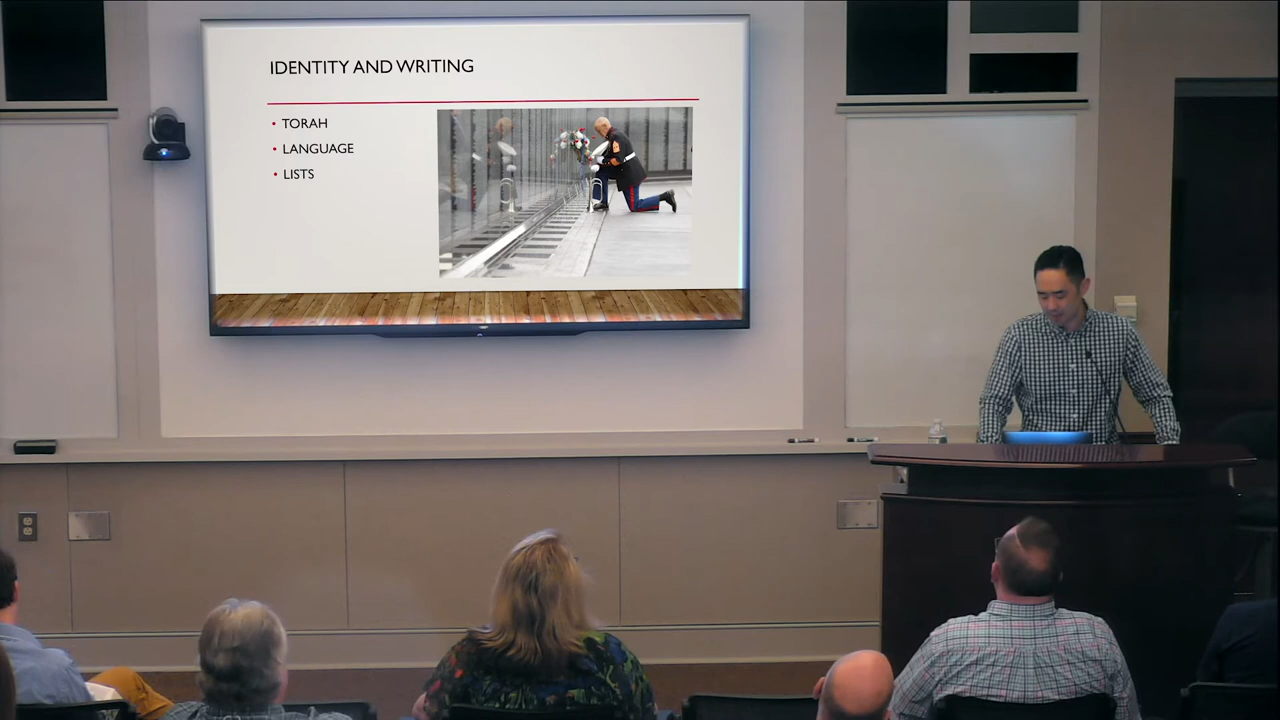 IDENTITY AND WRITING
• TORAH
• LANGUAGE
• LISTS